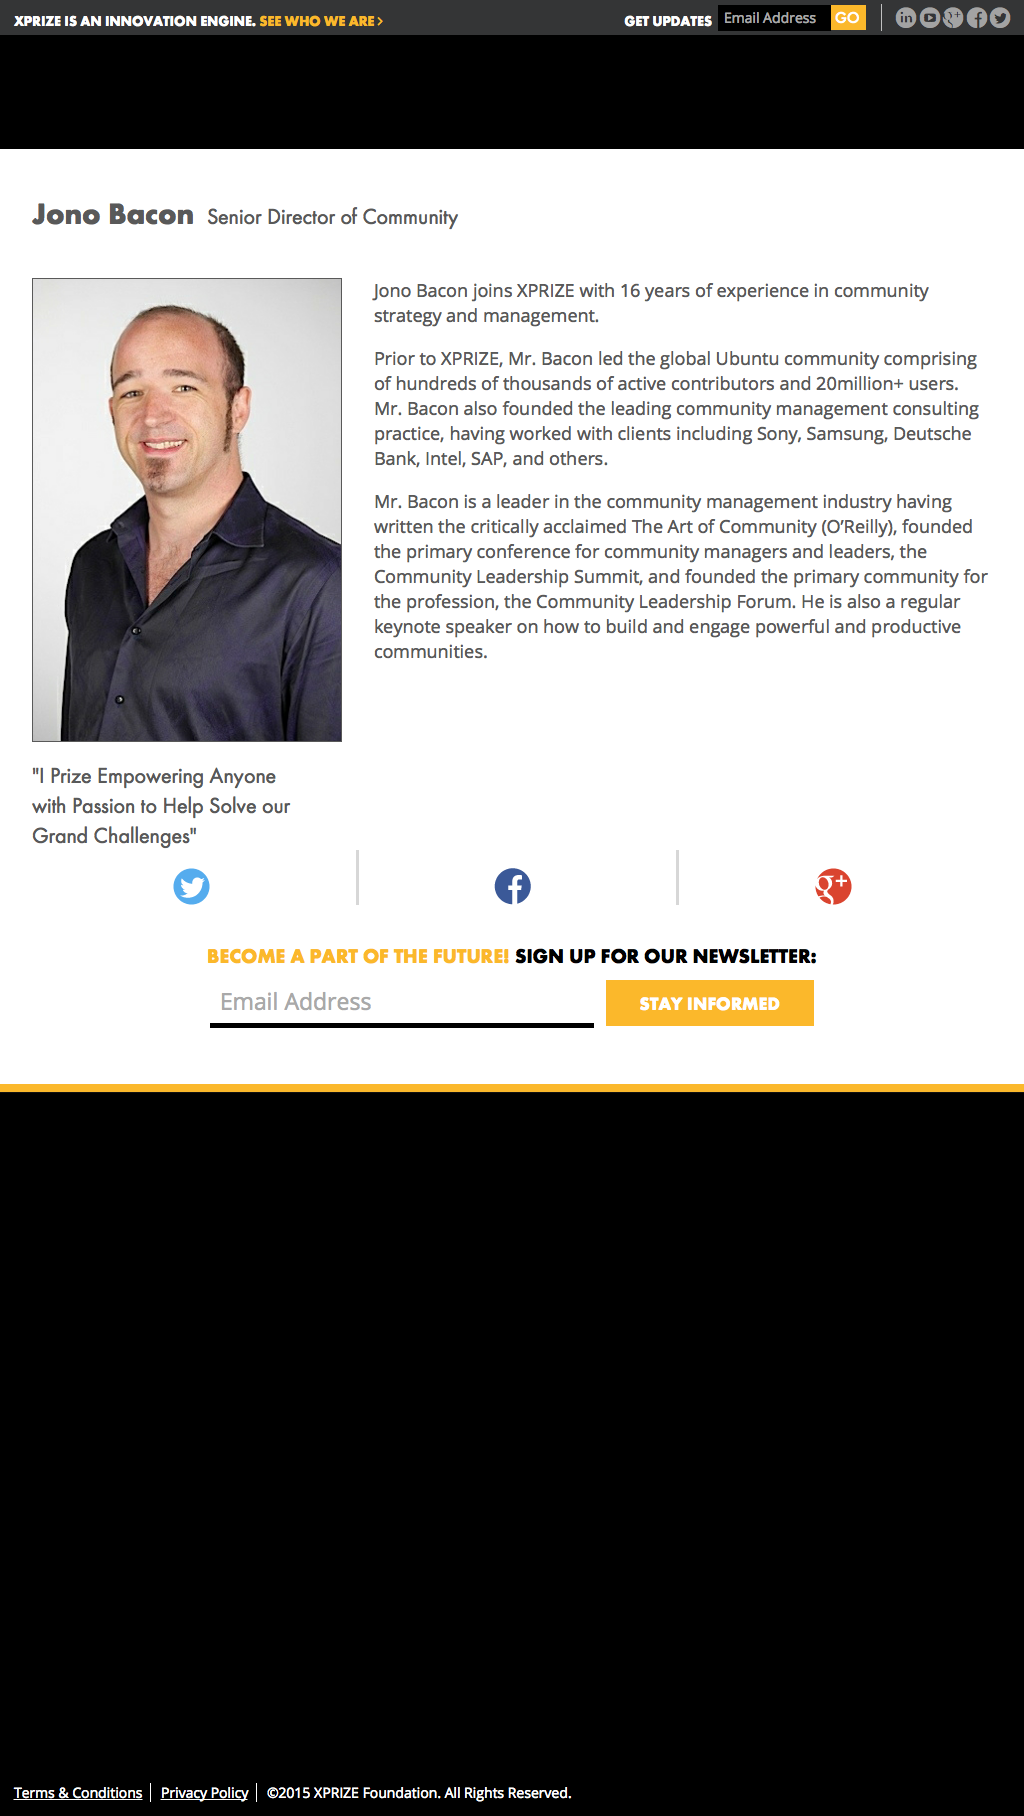 XPRIZE IS AN INNOVATION ENGINE. SEE WHO WE ARE > GET UPDATES Email Address GO
Jono Bacon Senior Director of Community
Jono Bacon joins XPRIZE with 16 years of experience in community
strategy and management.
Prior to XPRIZE, Mr. Bacon led the global Ubuntu community comprising
of hundreds of thousands of active contributors and 20million+ users.
Mr. Bacon also founded the leading community management consulting
practice, having worked with clients including Sony, Samsung, Deutsche
Bank, Intel, SAP, and others.
Mr. Bacon is a leader in the community management industry having
written the critically acclaimed The Art of Community (O’Reilly), founded
the primary conference for community managers and leaders, the
Community Leadership Summit, and founded the primary community for
the profession, the Community Leadership Forum. He is also a regular
keynote speaker on how to build and engage powerful and productive
communities.
"I Prize Empowering Anyone
with Passion to Help Solve our
Grand Challenges"
BECOME A PART OF THE FUTURE! SIGN UP FOR OUR NEWSLETTER:
Email Address STAY INFORMED
Terms & Conditions Privacy Policy ©2015 XPRIZE Foundation. All Rights Reserved.